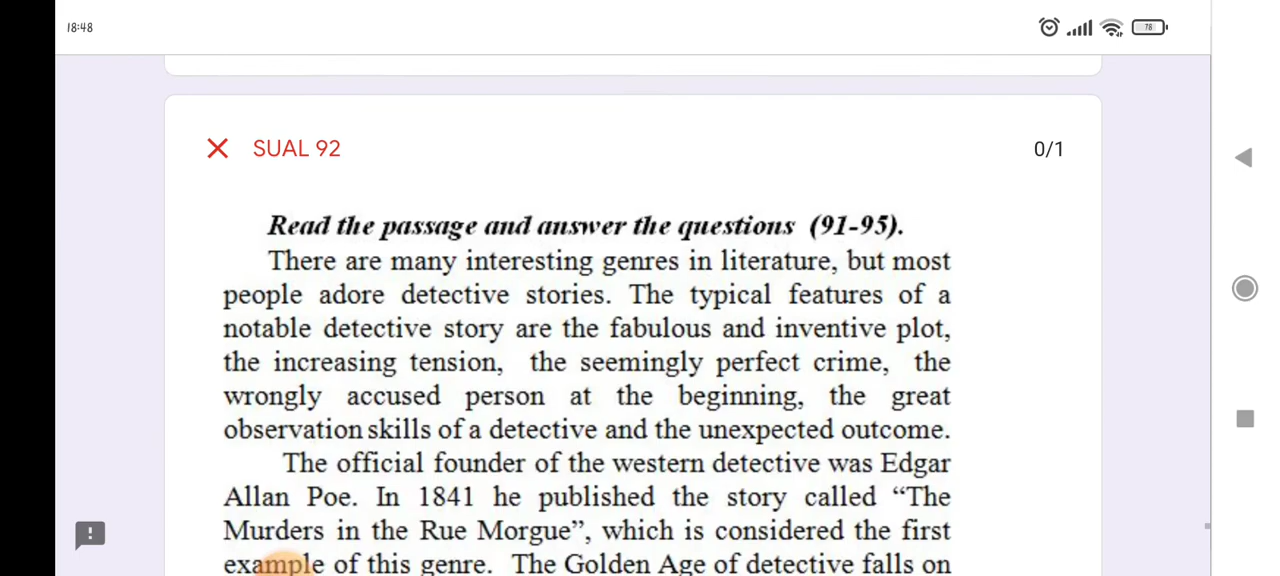 18:48
78
SUAL 92
0/1
Read the passage and answer the questions (91-95).
There are many interesting genres in literature, but most
people adore detective stories. The typical features of a
notable detective story are the fabulous and inventive plot,
the increasing tension, the seemingly perfect crime, the
wrongly accused person at the beginning, the great
observation skills of a detective and the unexpected outcome.
The official founder of the western detective was Edgar
Allan Poe. In 1841 he published the story called “The
Murders in the Rue Morgue”, which is considered the first
example of this genre. The Golden Age of detective falls on